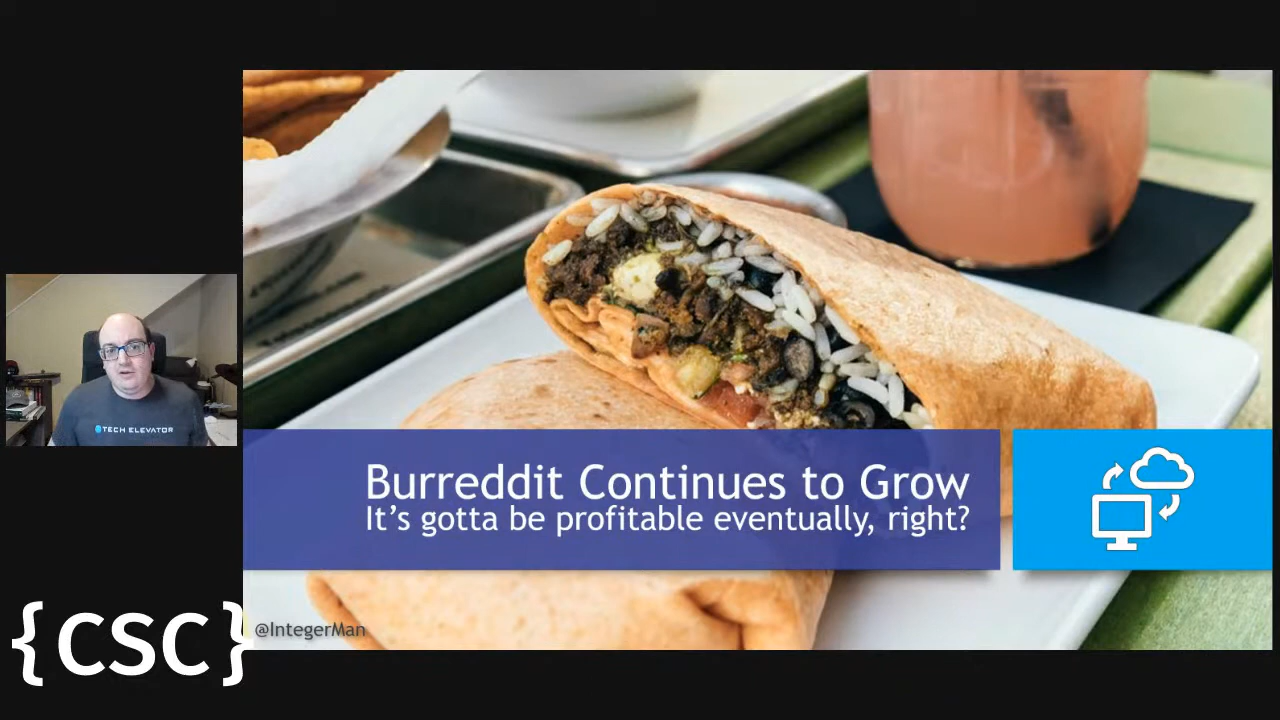 Burreddit Continues to Grow
It's gotta be profitable eventually, right?
TECH ELEVATOR
{CSC}
@IntegerMan